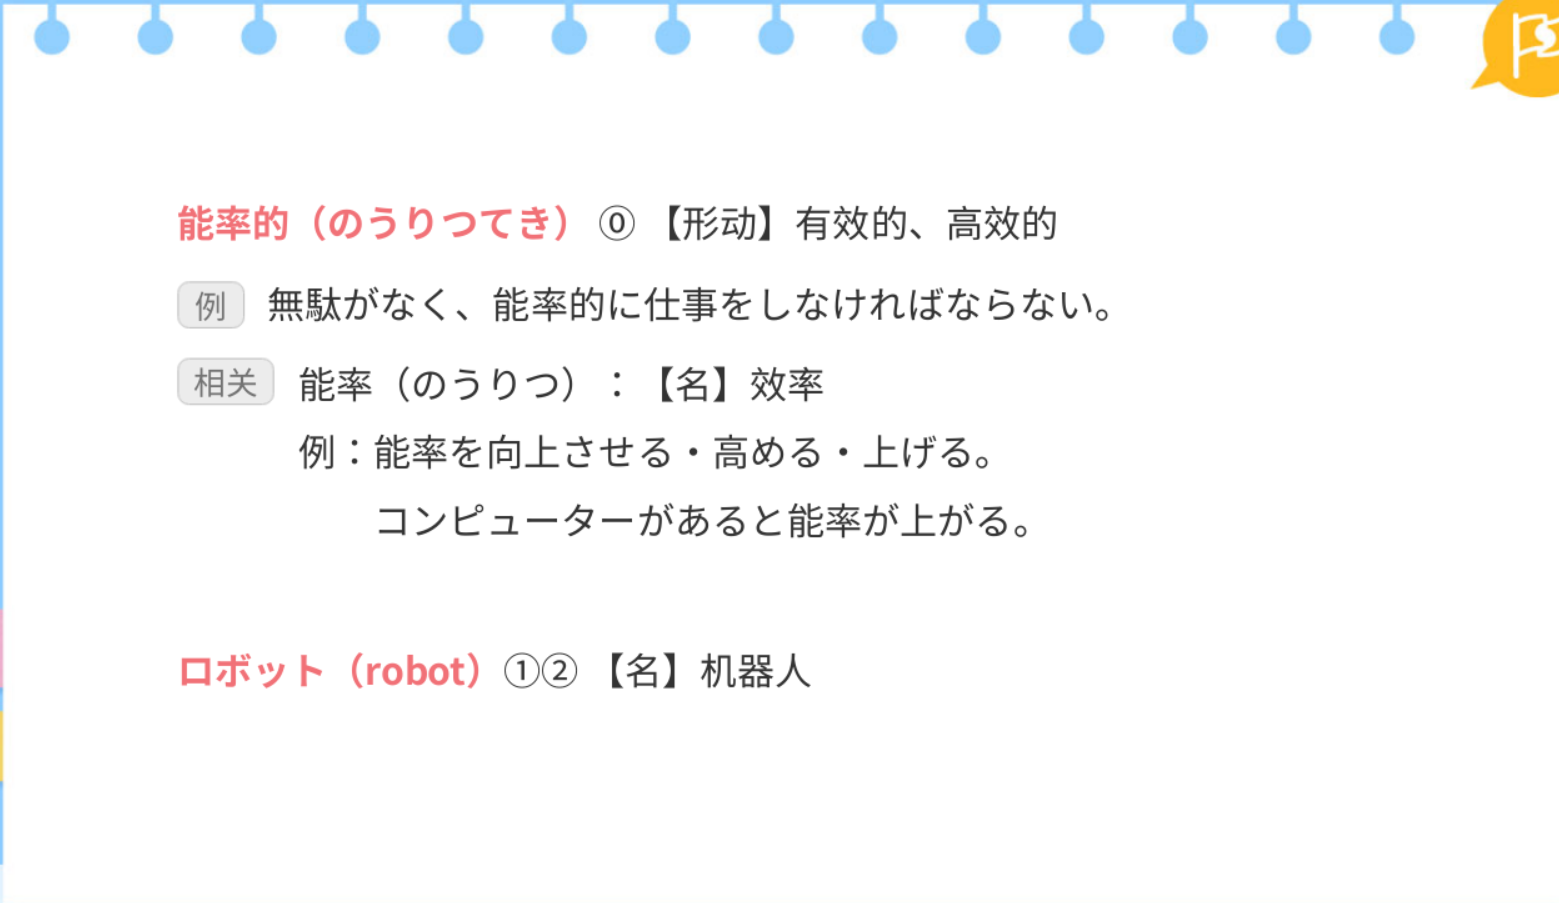 能率的（のうりつてき）⓪【形动】有效的、高效的
例 無駄がなく、能率的に仕事をしなければならない。
相关 能率（のうりつ）：【名】效率
例：能率を向上させる・高める・上げる。
コンピューターがあると能率が上がる。
ロボット（robot）①②【名】机器人